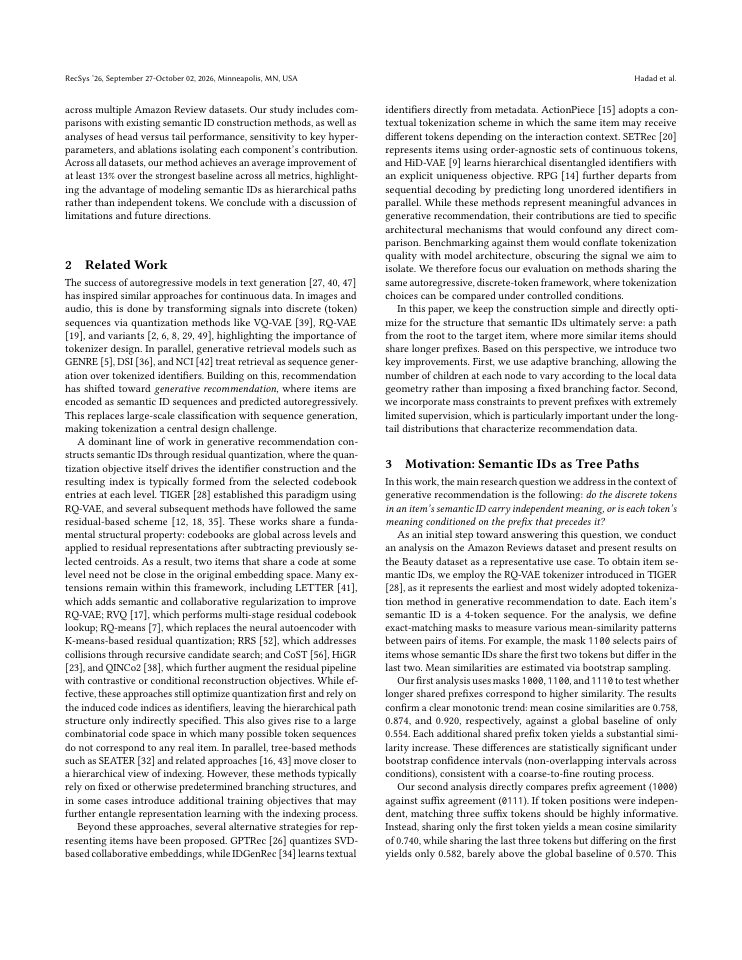 RecSys '26, September 27-October 02, 2026, Minneapolis, MN, USA
Hadad et al.
across multiple Amazon Review datasets. Our study includes com-
parisons with existing semantic ID construction methods, as well as
analyses of head versus tail performance, sensitivity to key hyper-
parameters, and ablations isolating each component's contribution.
Across all datasets, our method achieves an average improvement of
at least 13% over the strongest baseline across all metrics, highlight-
ing the advantage of modeling semantic IDs as hierarchical paths
rather than independent tokens. We conclude with a discussion of
limitations and future directions.
2 Related Work
The success of autoregressive models in text generation [27, 40, 47]
has inspired similar approaches for continuous data. In images and
audio, this is done by transforming signals into discrete (token)
sequences via quantization methods like VQ-VAE [39], RQ-VAE
[19], and variants [2, 6, 8, 29, 49], highlighting the importance of
tokenizer design. In parallel, generative retrieval models such as
GENRE [5], DSI [36], and NCI [42] treat retrieval as sequence gener-
ation over tokenized identifiers. Building on this, recommendation
has shifted toward generative recommendation, where items are
encoded as semantic ID sequences and predicted autoregressively.
This replaces large-scale classification with sequence generation,
making tokenization a central design challenge.
A dominant line of work in generative recommendation con-
structs semantic IDs through residual quantization, where the quan-
tization objective itself drives the identifier construction and the
resulting index is typically formed from the selected codebook
entries at each level. TIGER [28] established this paradigm using
RQ-VAE, and several subsequent methods have followed the same
residual-based scheme [12, 18, 35]. These works share a funda-
mental structural property: codebooks are global across levels and
applied to residual representations after subtracting previously se-
lected centroids. As a result, two items that share a code at some
level need not be close in the original embedding space. Many ex-
tensions remain within this framework, including LETTER [41],
which adds semantic and collaborative regularization to improve
RQ-VAE; RVQ [17], which performs multi-stage residual codebook
lookup; RQ-means [7], which replaces the neural autoencoder with
K-means-based residual quantization; RRS [52], which addresses
collisions through recursive candidate search; and CoST [56], HiGR
[23], and QINCo2 [38], which further augment the residual pipeline
with contrastive or conditional reconstruction objectives. While ef-
fective, these approaches still optimize quantization first and rely on
the induced code indices as identifiers, leaving the hierarchical path
structure only indirectly specified. This also gives rise to a large
combinatorial code space in which many possible token sequences
do not correspond to any real item. In parallel, tree-based methods
such as SEATER [32] and related approaches [16, 43] move closer to
a hierarchical view of indexing. However, these methods typically
rely on fixed or otherwise predetermined branching structures, and
in some cases introduce additional training objectives that may
further entangle representation learning with the indexing process.
Beyond these approaches, several alternative strategies for rep-
resenting items have been proposed. GPTRec [26] quantizes SVD-
based collaborative embeddings, while IDGenRec [34] learns textual
identifiers directly from metadata. ActionPiece [15] adopts a con-
textual tokenization scheme in which the same item may receive
different tokens depending on the interaction context. SETRec [20]
represents items using order-agnostic sets of continuous tokens,
and HiD-VAE [9] learns hierarchical disentangled identifiers with
an explicit uniqueness objective. RPG [14] further departs from
sequential decoding by predicting long unordered identifiers in
parallel. While these methods represent meaningful advances in
generative recommendation, their contributions are tied to specific
architectural mechanisms that would confound any direct com-
parison. Benchmarking against them would conflate tokenization
quality with model architecture, obscuring the signal we aim to
isolate. We therefore focus our evaluation on methods sharing the
same autoregressive, discrete-token framework, where tokenization
choices can be compared under controlled conditions.
In this paper, we keep the construction simple and directly opti-
mize for the structure that semantic IDs ultimately serve: a path
from the root to the target item, where more similar items should
share longer prefixes. Based on this perspective, we introduce two
key improvements. First, we use adaptive branching, allowing the
number of children at each node to vary according to the local data
geometry rather than imposing a fixed branching factor. Second,
we incorporate mass constraints to prevent prefixes with extremely
limited supervision, which is particularly important under the long-
tail distributions that characterize recommendation data.
3 Motivation: Semantic IDs as Tree Paths
In this work, the main research question we address in the context of
generative recommendation is the following: do the discrete tokens
in an item's semantic ID carry independent meaning, or is each token's
meaning conditioned on the prefix that precedes it?
As an initial step toward answering this question, we conduct
an analysis on the Amazon Reviews dataset and present results on
the Beauty dataset as a representative use case. To obtain item se-
mantic IDs, we employ the RQ-VAE tokenizer introduced in TIGER
[28], as it represents the earliest and most widely adopted tokeniza-
tion method in generative recommendation to date. Each item's
semantic ID is a 4-token sequence. For the analysis, we define
exact-matching masks to measure various mean-similarity patterns
between pairs of items. For example, the mask 1100 selects pairs of
items whose semantic IDs share the first two tokens but differ in the
last two. Mean similarities are estimated via bootstrap sampling.
Our first analysis uses masks 1000, 1100, and 1110 to test whether
longer shared prefixes correspond to higher similarity. The results
confirm a clear monotonic trend: mean cosine similarities are 0.758,
0.874, and 0.920, respectively, against a global baseline of only
0.554. Each additional shared prefix token yields a substantial simi-
larity increase. These differences are statistically significant under
bootstrap confidence intervals (non-overlapping intervals across
conditions), consistent with a coarse-to-fine routing process.
Our second analysis directly compares prefix agreement (1000)
against suffix agreement (0111). If token positions were indepen-
dent, matching three suffix tokens should be highly informative.
Instead, sharing only the first token yields a mean cosine similarity
of 0.740, while sharing the last three tokens but differing on the first
yields only 0.582, barely above the global baseline of 0.570. This